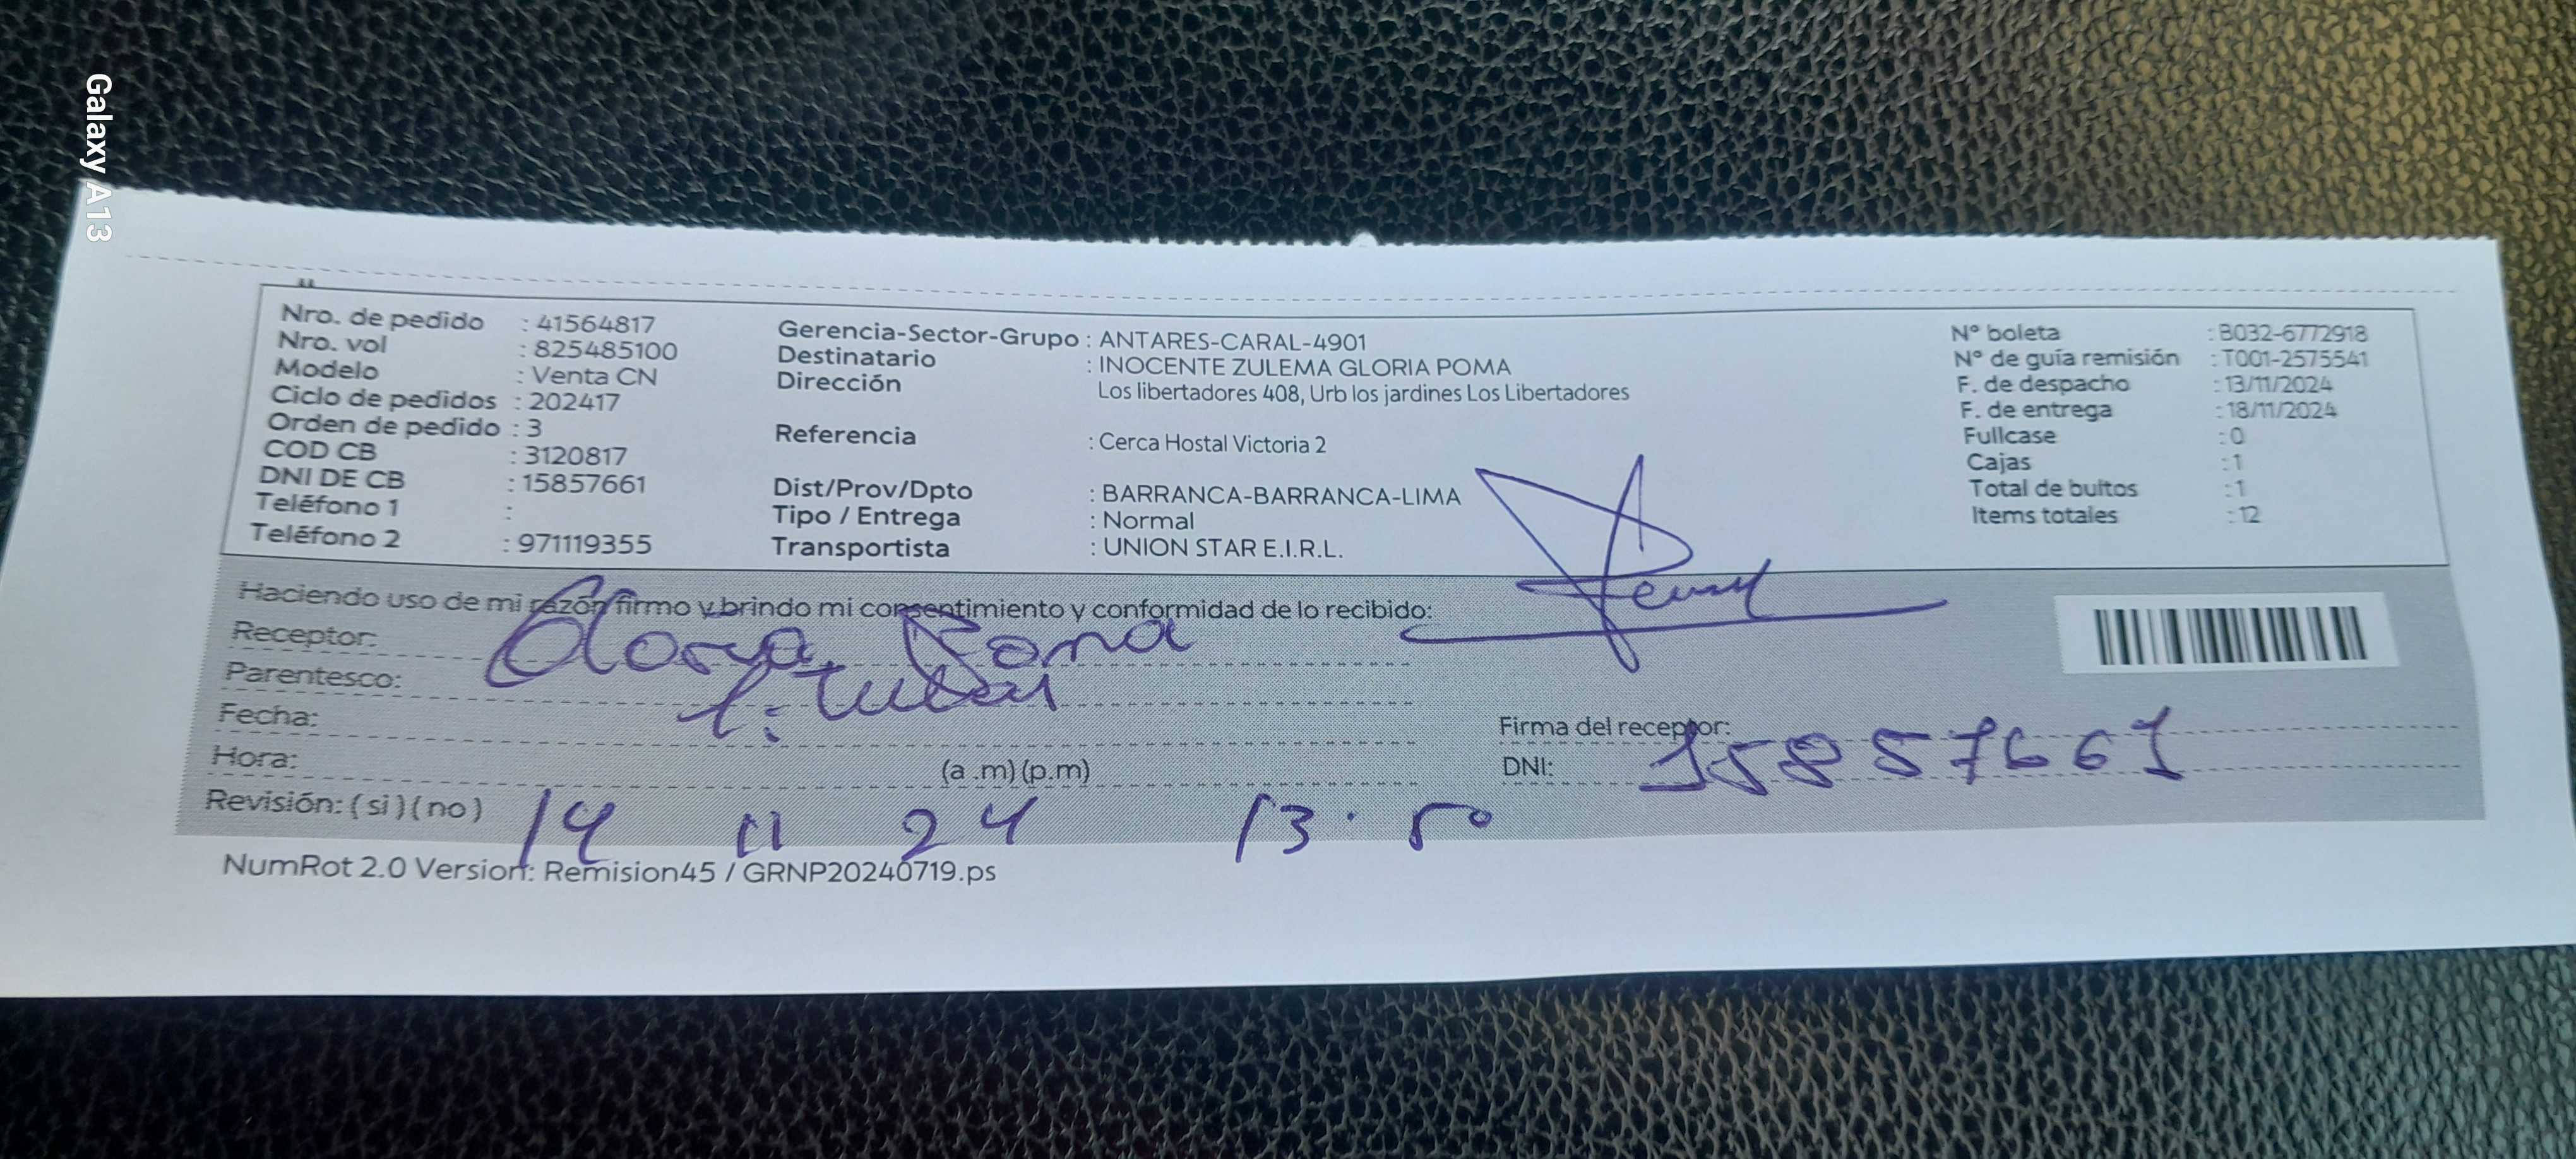 Galaxy A13
Nro. de pedido : 41564817
Nro. vol : 825485100
Modelo : Venta CN
Ciclo de pedidos : 202417
Orden de pedido : 3
COD CB : 3120817
DNI DE CB : 15857661
Teléfono 1 :
Teléfono 2 : 971119355
Gerencia-Sector-Grupo : ANTARES-CARAL-4901
Destinatario : INOCENTE ZULEMA GLORIA POMA
Dirección Los libertadores 408, Urb los jardines Los Libertadores
Referencia : Cerca Hostal Victoria 2
Dist/Prov/Dpto : BARRANCA-BARRANCA-LIMA
Tipo / Entrega : Normal
Transportista : UNION STAR E.I.R.L.
N° boleta : B032-6772918
N° de guía remisión : T001-2575541
F. de despacho : 13/11/2024
F. de entrega : 18/11/2024
Fullcase : 0
Cajas : 1
Total de bultos : 1
Items totales : 12
Haciendo uso de mi razón firmo y brindo mi consentimiento y conformidad de lo recibido:
Receptor: Gloria Poma
Parentesco:
Fecha:
Hora: (a .m) (p.m)
Revisión: ( si ) ( no )
14 11 24 13.50
Firma del receptor:
DNI: 15857661
NumRot 2.0 Version: Remision45 / GRNP20240719.ps